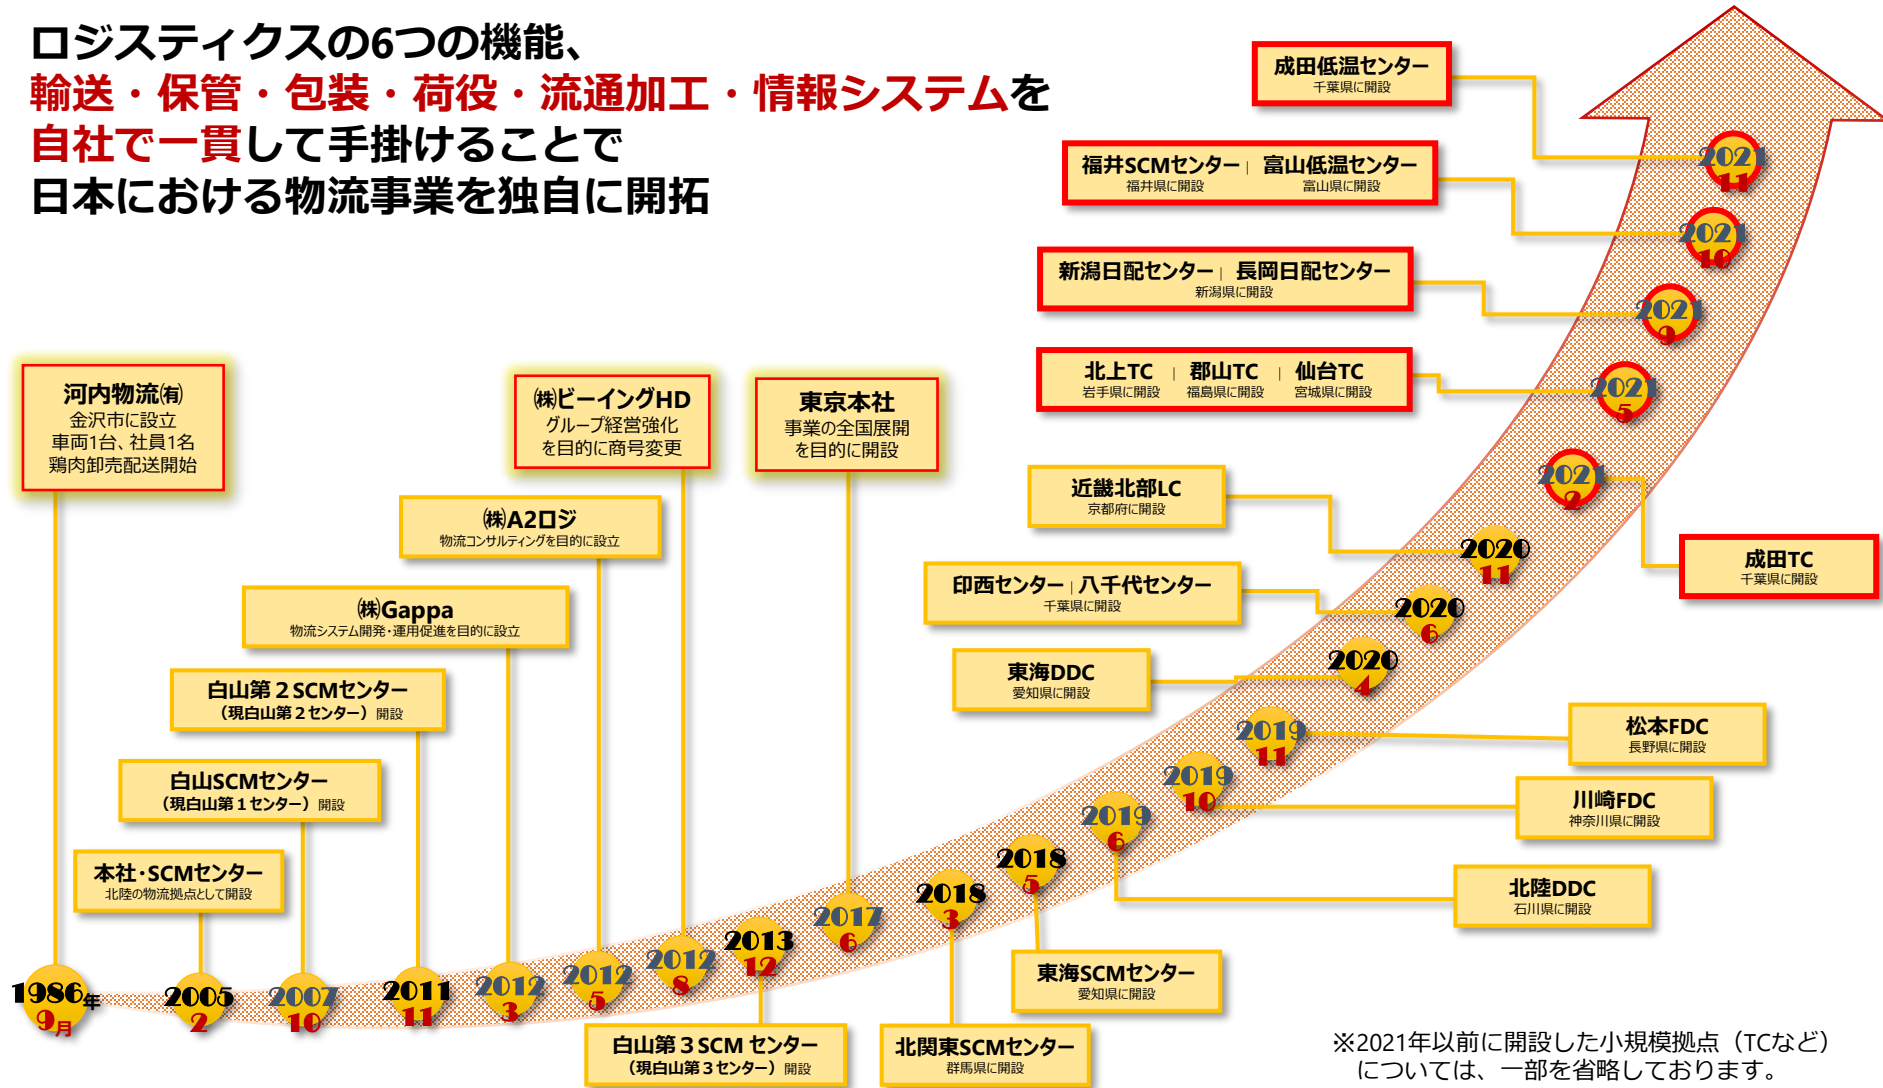 ロジスティクスの6つの機能、
輸送・保管・包装・荷役・流通加工・情報システムを
自社で一貫して手掛けることで
日本における物流事業を独自に開拓
河内物流㈲
金沢市に設立
車両1台、社員1名
鶏肉卸売配送開始
1986年
9月
本社・SCMセンター
北陸の物流拠点として開設
2005
2
白山SCMセンター
（現白山第１センター）開設
2007
10
白山第２SCMセンター
（現白山第２センター）開設
2011
11
㈱Gappa
物流システム開発・運用促進を目的に設立
2012
3
㈱A2ロジ
物流コンサルティングを目的に設立
2012
5
㈱ビーイングHD
グループ経営強化
を目的に商号変更
2012
8
白山第３SCM センター
（現白山第３センター）開設
2013
12
東京本社
事業の全国展開
を目的に開設
2017
6
北関東SCMセンター
群馬県に開設
2018
3
東海SCMセンター
愛知県に開設
2018
5
北陸DDC
石川県に開設
2019
6
川崎FDC
神奈川県に開設
2019
10
松本FDC
長野県に開設
2019
11
東海DDC
愛知県に開設
2020
4
印西センター | 八千代センター
千葉県に開設
2020
6
近畿北部LC
京都府に開設
2020
11
成田TC
千葉県に開設
2021
2
北上TC | 郡山TC | 仙台TC
岩手県に開設 福島県に開設 宮城県に開設
2021
5
新潟日配センター | 長岡日配センター
新潟県に開設
2021
9
福井SCMセンター | 富山低温センター
福井県に開設 富山県に開設
2021
10
成田低温センター
千葉県に開設
2021
11
※2021年以前に開設した小規模拠点（TCなど）
については、一部を省略しております。